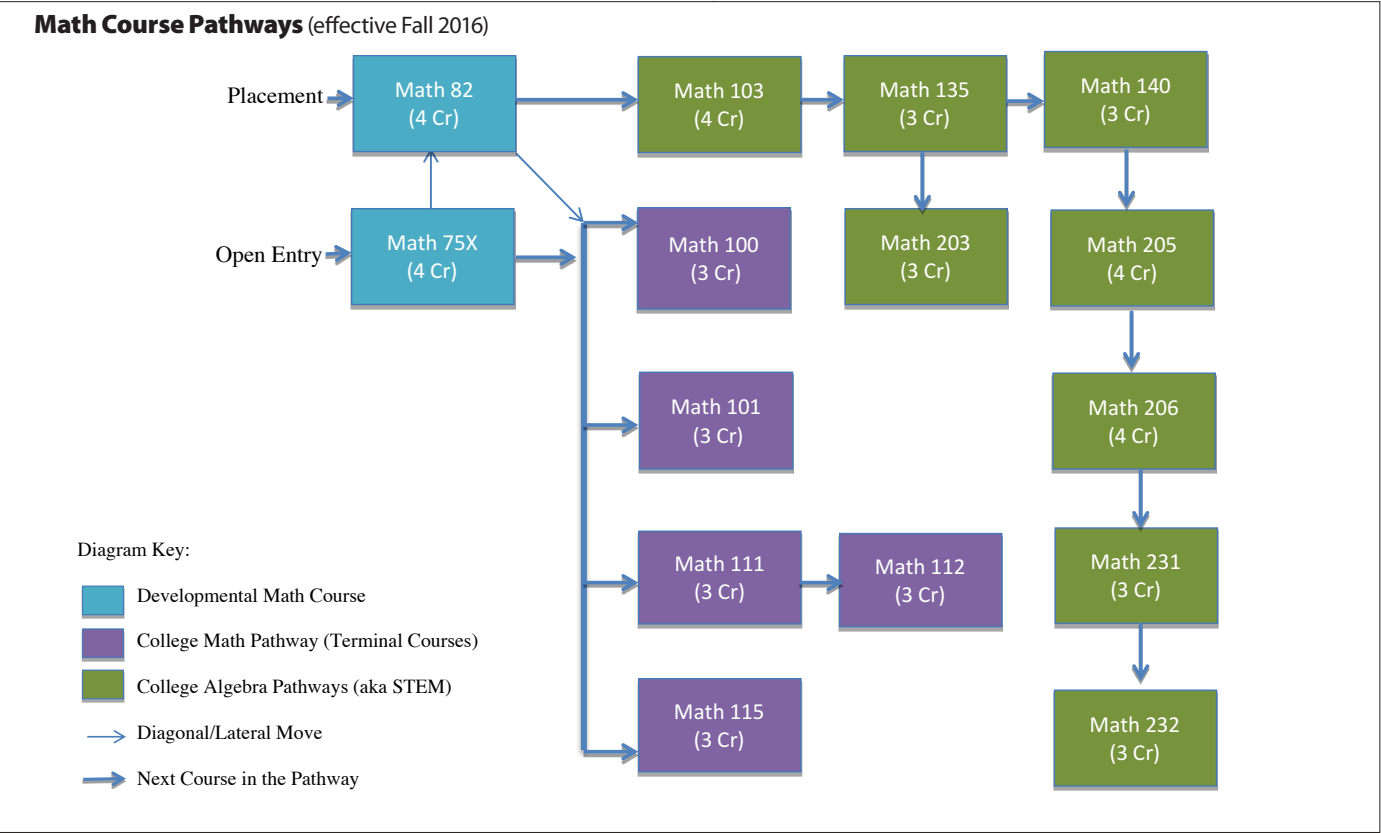 Math Course Pathways (effective Fall 2016)
Placement
Math 82
(4 Cr)
Math 103
(4 Cr)
Math 135
(3 Cr)
Math 140
(3 Cr)
Open Entry
Math 75X
(4 Cr)
Math 100
(3 Cr)
Math 203
(3 Cr)
Math 205
(4 Cr)
Math 101
(3 Cr)
Math 206
(4 Cr)
Math 111
(3 Cr)
Math 112
(3 Cr)
Math 231
(3 Cr)
Math 115
(3 Cr)
Math 232
(3 Cr)
Diagram Key:
Developmental Math Course
College Math Pathway (Terminal Courses)
College Algebra Pathways (aka STEM)
Diagonal/Lateral Move
Next Course in the Pathway